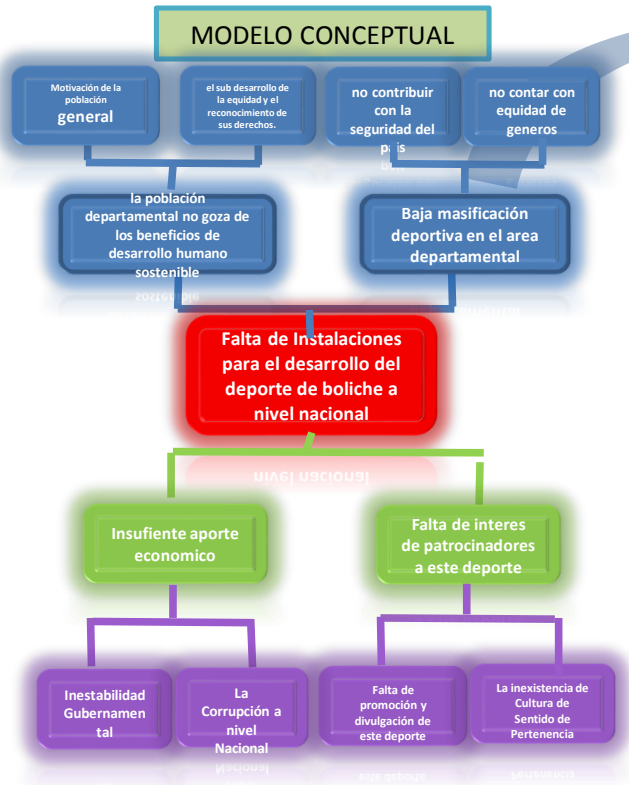 MODELO CONCEPTUAL
Motivación de la
población
general
el sub desarrollo de
la equidad y el
reconocimiento de
sus derechos.
no contribuir
con la
seguridad del
pais
no contar con
equidad de
generos
la población
departamental no goza de
los beneficios de
desarrollo humano
sostenible
Baja masificación
deportiva en el area
departamental
Falta de Instalaciones
para el desarrollo del
deporte de boliche a
nivel nacional
Insufiente aporte
economico
Falta de interes
de patrocinadores
a este deporte
Inestabilidad
Gubernamen
tal
La
Corrupción a
nivel
Nacional
Falta de
promoción y
divulgación de
este deporte
La inexistencia de
Cultura de
Sentido de
Pertenencia